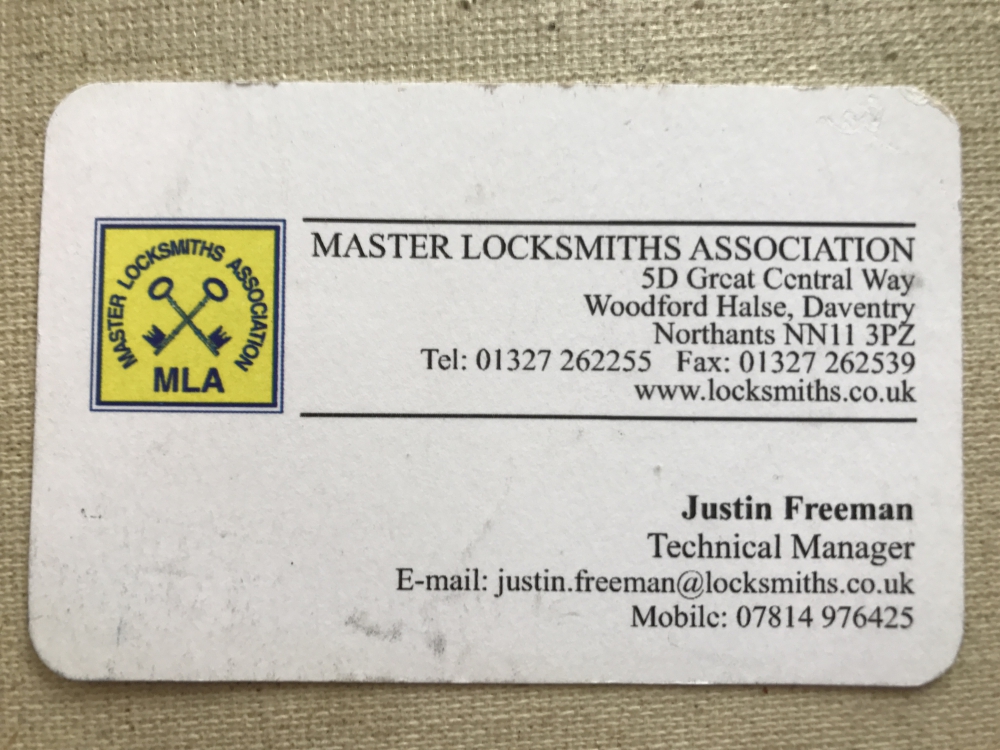 MASTER LOCKSMITHS ASSOCIATION
MLA
MASTER LOCKSMITHS ASSOCIATION
5D Great Central Way
Woodford Halse, Daventry
Northants NN11 3PZ
Tel: 01327 262255 Fax: 01327 262539
www.locksmiths.co.uk
Justin Freeman
Technical Manager
E-mail: justin.freeman@locksmiths.co.uk
Mobile: 07814 976425